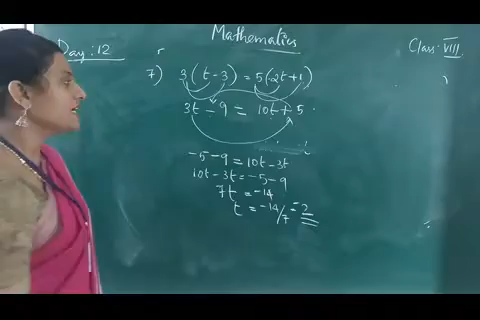 Mathematics
Day: 12
Class: VIII
7) 3(t-3) = 5(2t+1)
3t - 9 = 10t + 5
-5-9 = 10t-3t
10t-3t = -5-9
7t = -14
t = -14/7 = -2